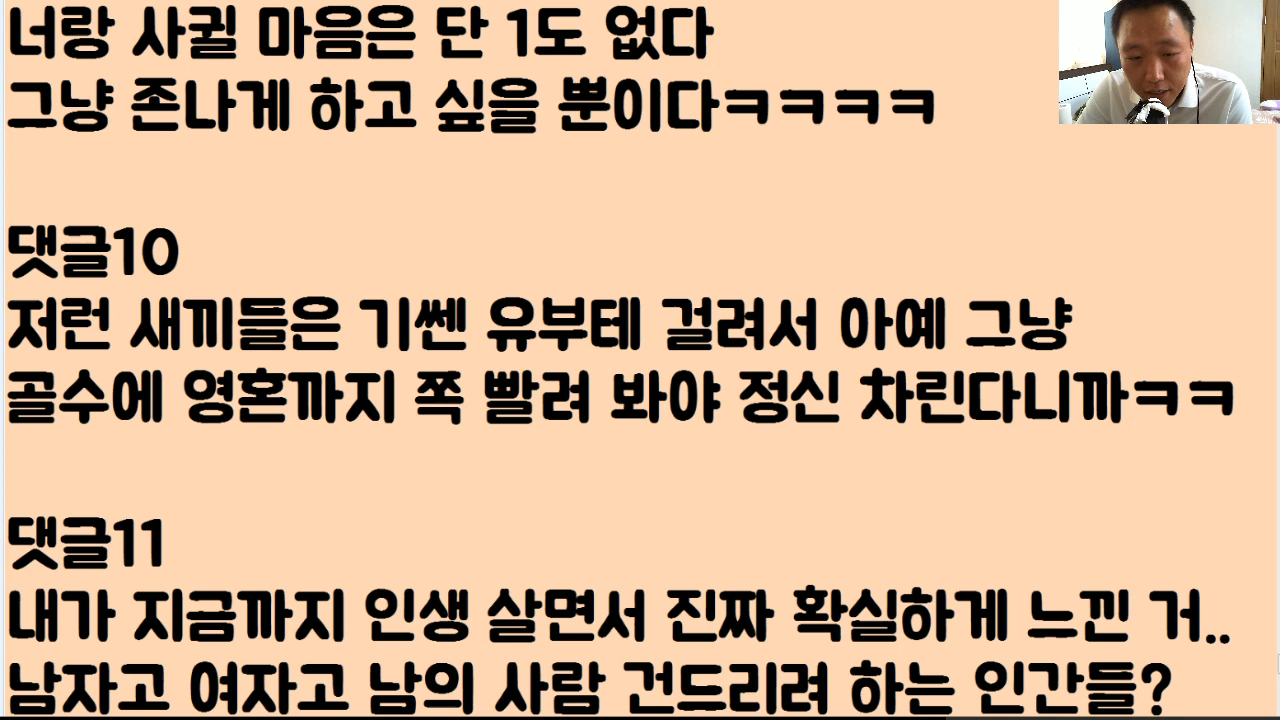 너랑 사귈 마음은 단 1도 없다
그냥 존나게 하고 싶을 뿐이다ㅋㅋㅋㅋ
댓글10
저런 새끼들은 기쎈 유부테 걸려서 아예 그냥
골수에 영혼까지 쪽 빨려 봐야 정신 차린다니까ㅋㅋ
댓글11
내가 지금까지 인생 살면서 진짜 확실하게 느낀 거..
남자고 여자고 남의 사람 건드리려 하는 인간들?